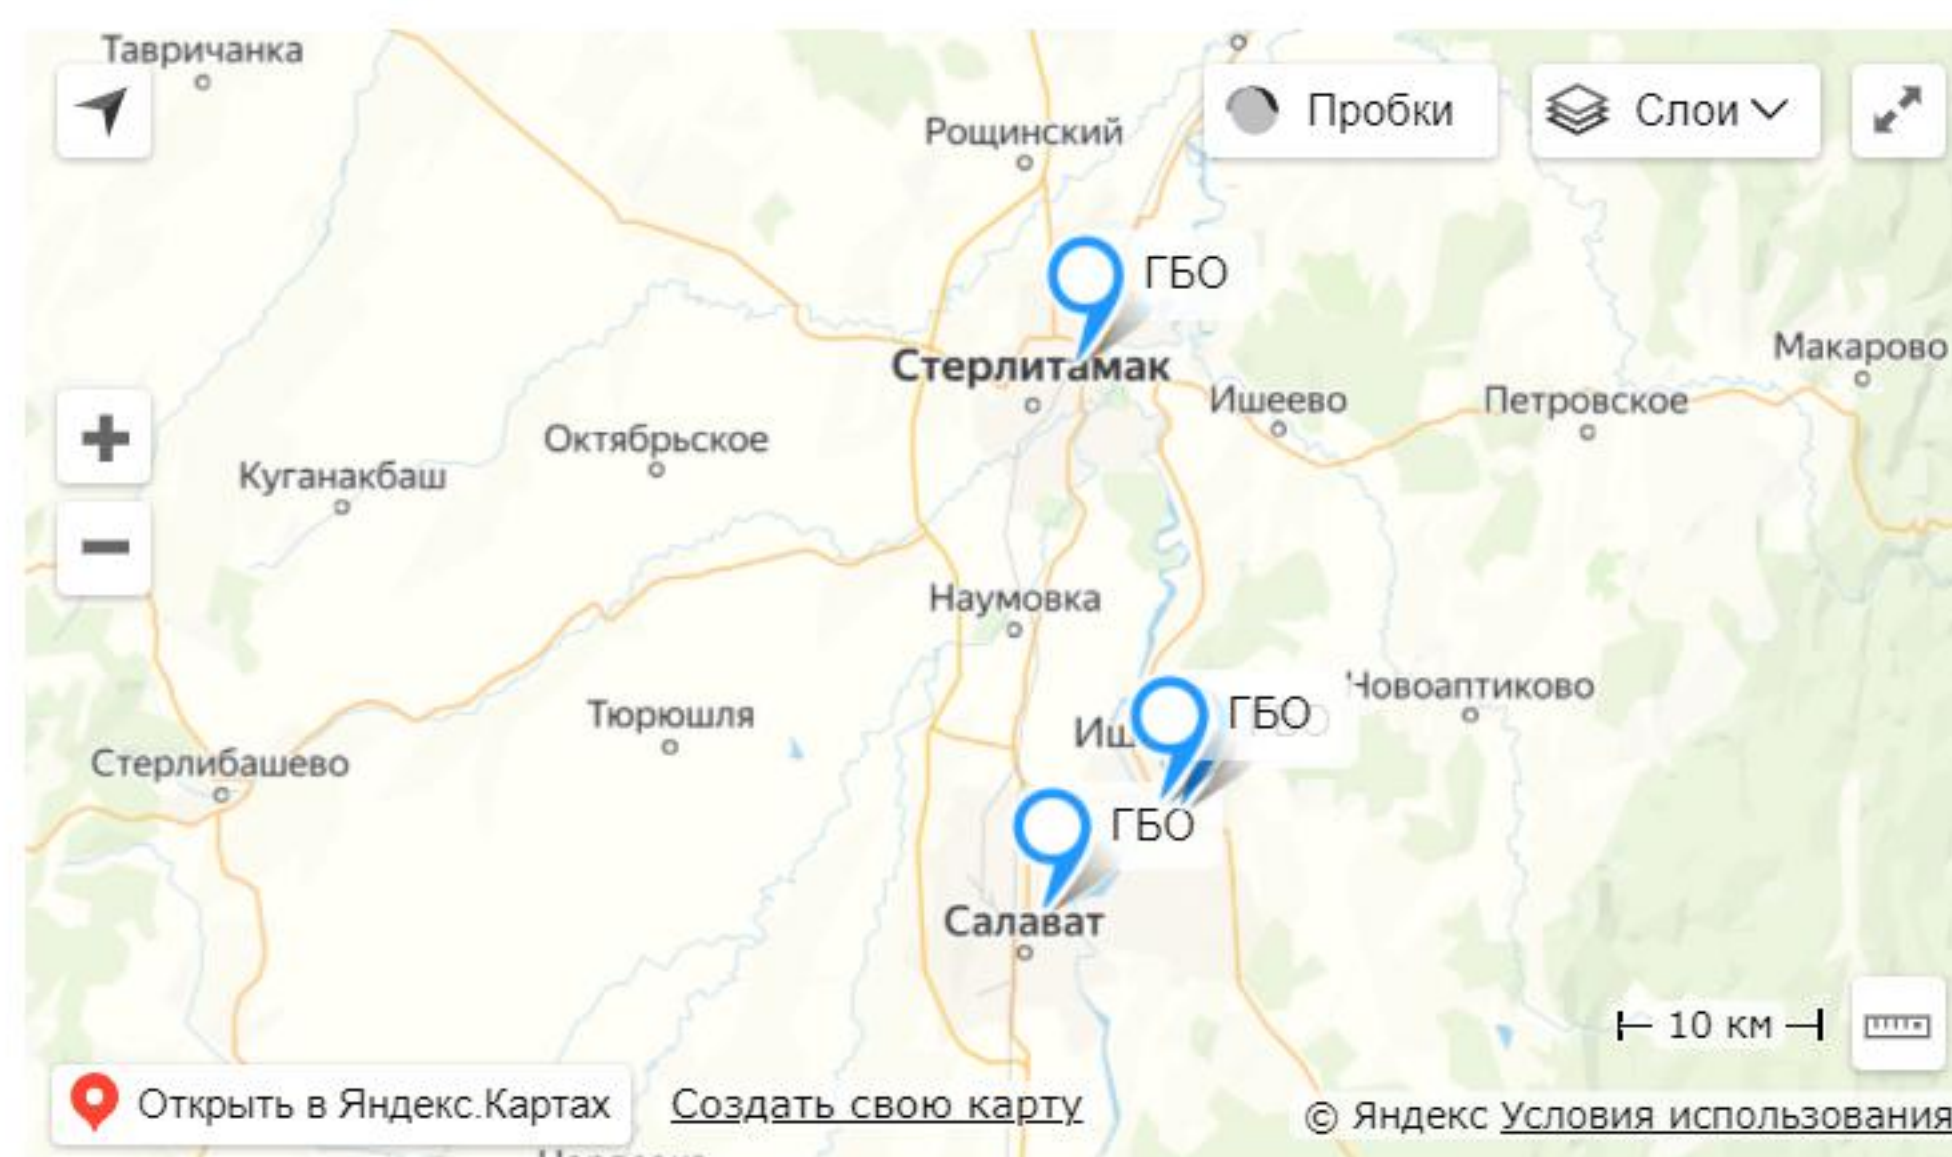 Тавричанка
Рощинский
Пробки
Слои
ГБО
Стерлитамак
Макарово
Ишеево
Петровское
Октябрьское
Куганакбаш
Наумовка
Новоаптиково
ГБО
Тюрюшля
Иш
Стерлибашево
ГБО
Салават
10 км
Открыть в Яндекс.Картах
Создать свою карту
© Яндекс Условия использования